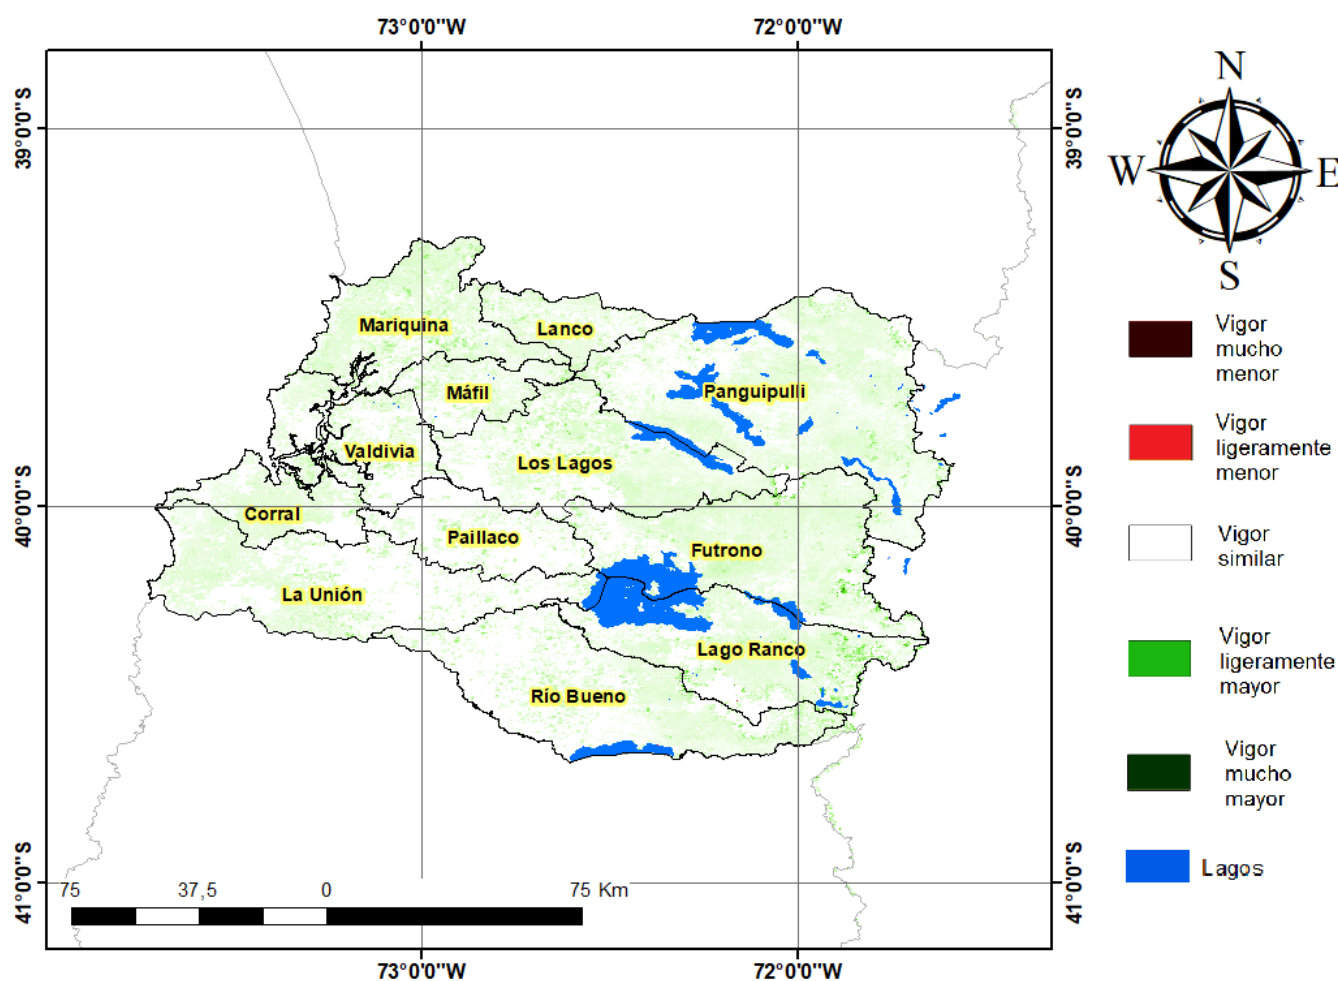 73°0'0"W
72°0'0"W
39°0'0"S
39°0'0"S
N
W
E
S
Vigor
mucho
menor
Mariquina
Lanco
Máfil
Panguipulli
Vigor
ligeramente
menor
Valdivia
Los Lagos
40°0'0"S
40°0'0"S
Corral
Paillaco
Futrono
Vigor
similar
La Unión
Lago Ranco
Vigor
ligeramente
mayor
Río Bueno
Vigor
mucho
mayor
Lagos
41°0'0"S
41°0'0"S
75
37,5
0
75 Km
73°0'0"W
72°0'0"W